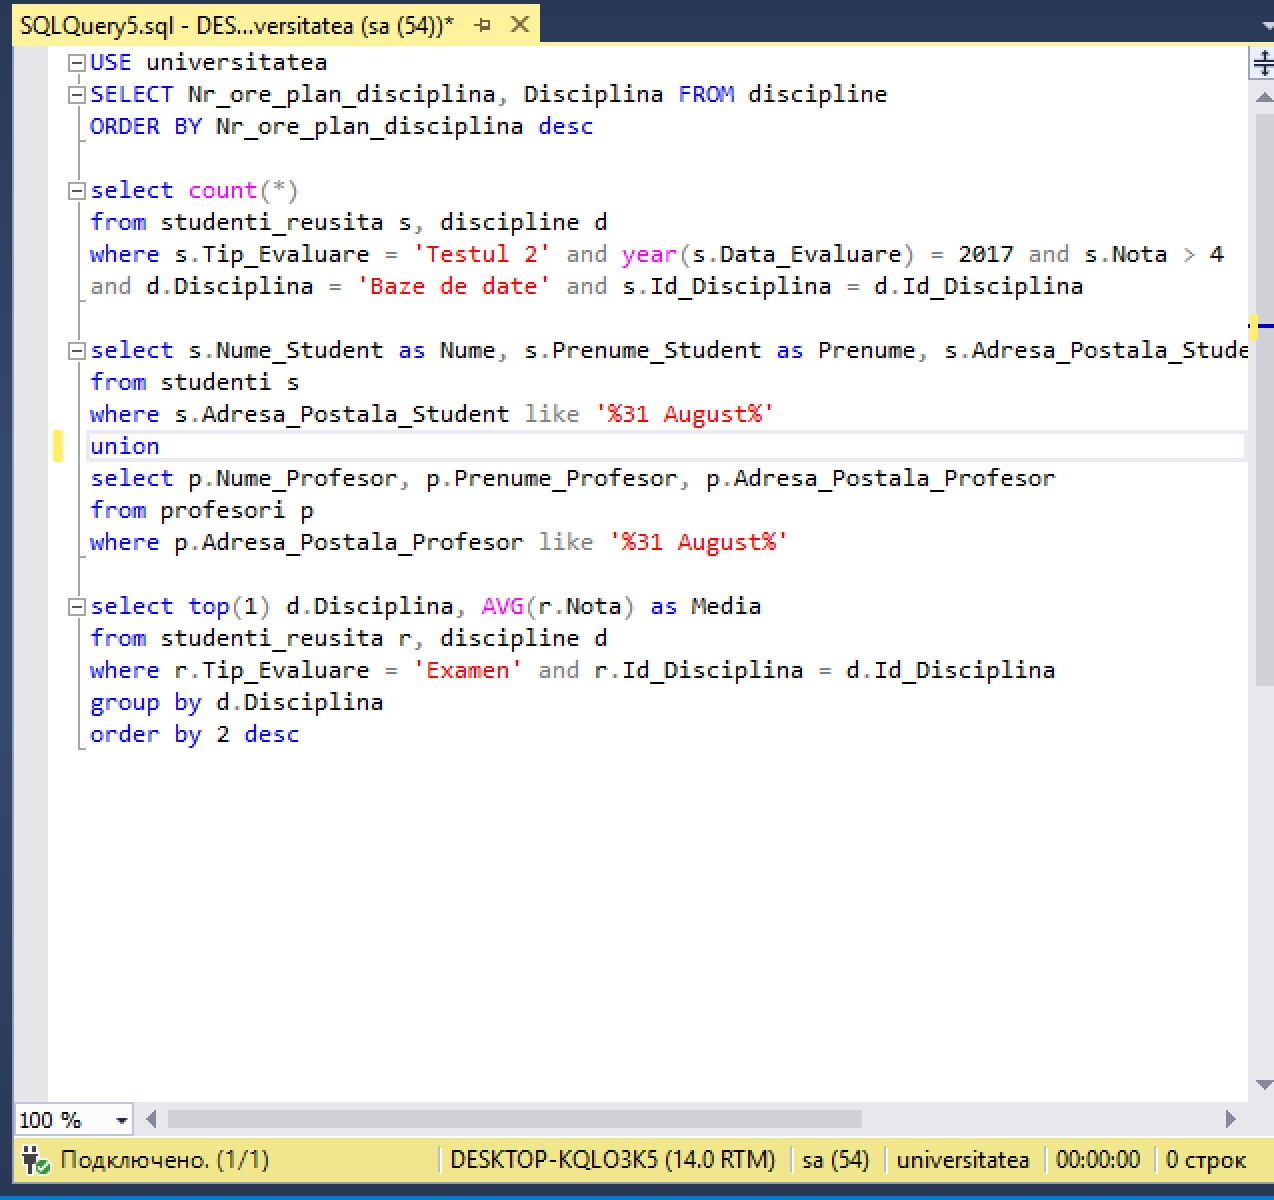 SQLQuery5.sql - DES...versitatea (sa (54))*
USE universitatea
SELECT Nr_ore_plan_disciplina, Disciplina FROM discipline
ORDER BY Nr_ore_plan_disciplina desc
select count(*)
from studenti_reusita s, discipline d
where s.Tip_Evaluare = 'Testul 2' and year(s.Data_Evaluare) = 2017 and s.Nota > 4
and d.Disciplina = 'Baze de date' and s.Id_Disciplina = d.Id_Disciplina
select s.Nume_Student as Nume, s.Prenume_Student as Prenume, s.Adresa_Postala_Stude
from studenti s
where s.Adresa_Postala_Student like '%31 August%'
union
select p.Nume_Profesor, p.Prenume_Profesor, p.Adresa_Postala_Profesor
from profesori p
where p.Adresa_Postala_Profesor like '%31 August%'
select top(1) d.Disciplina, AVG(r.Nota) as Media
from studenti_reusita r, discipline d
where r.Tip_Evaluare = 'Examen' and r.Id_Disciplina = d.Id_Disciplina
group by d.Disciplina
order by 2 desc
100 %
Подключено. (1/1) DESKTOP-KQLO3K5 (14.0 RTM) sa (54) universitatea 00:00:00 0 строк